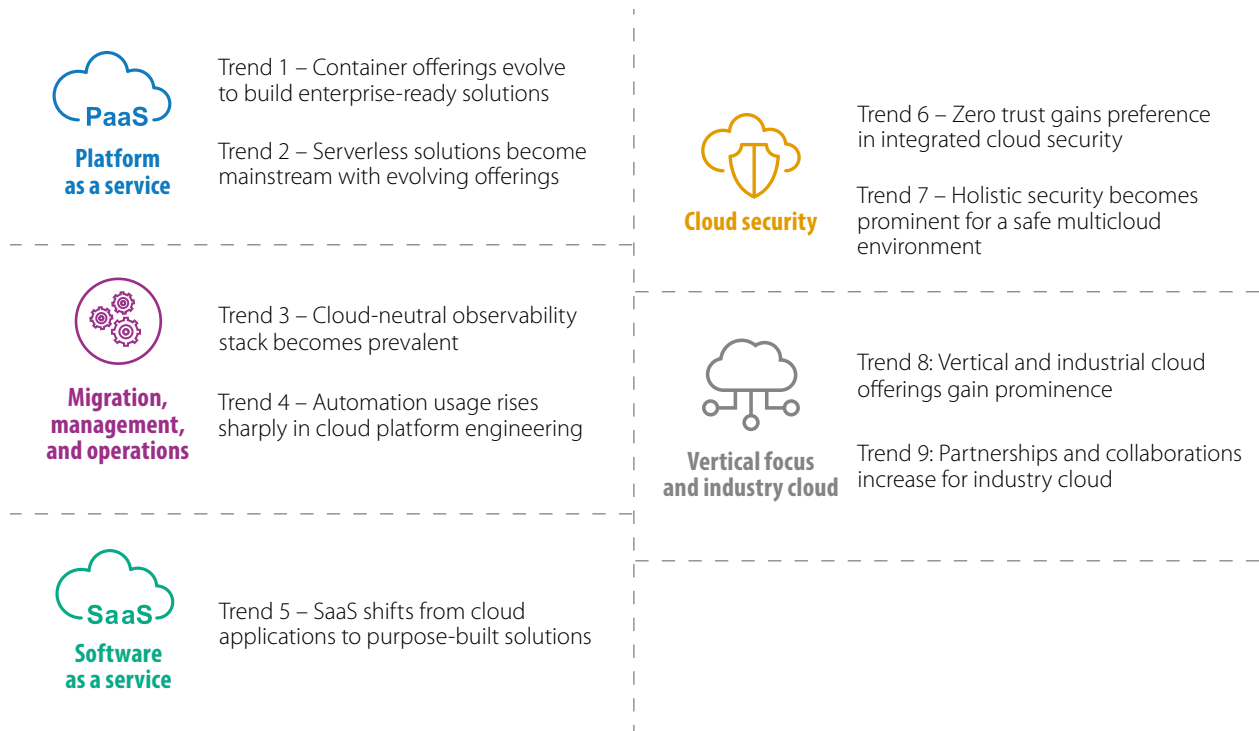 PaaS
Platform
as a service
Trend 1 – Container offerings evolve
to build enterprise-ready solutions
Trend 2 – Serverless solutions become
mainstream with evolving offerings
Migration,
management,
and operations
Trend 3 – Cloud-neutral observability
stack becomes prevalent
Trend 4 – Automation usage rises
sharply in cloud platform engineering
SaaS
Software
as a service
Trend 5 – SaaS shifts from cloud
applications to purpose-built solutions
Cloud security
Trend 6 – Zero trust gains preference
in integrated cloud security
Trend 7 – Holistic security becomes
prominent for a safe multicloud
environment
Vertical focus
and industry cloud
Trend 8: Vertical and industrial cloud
offerings gain prominence
Trend 9: Partnerships and collaborations
increase for industry cloud